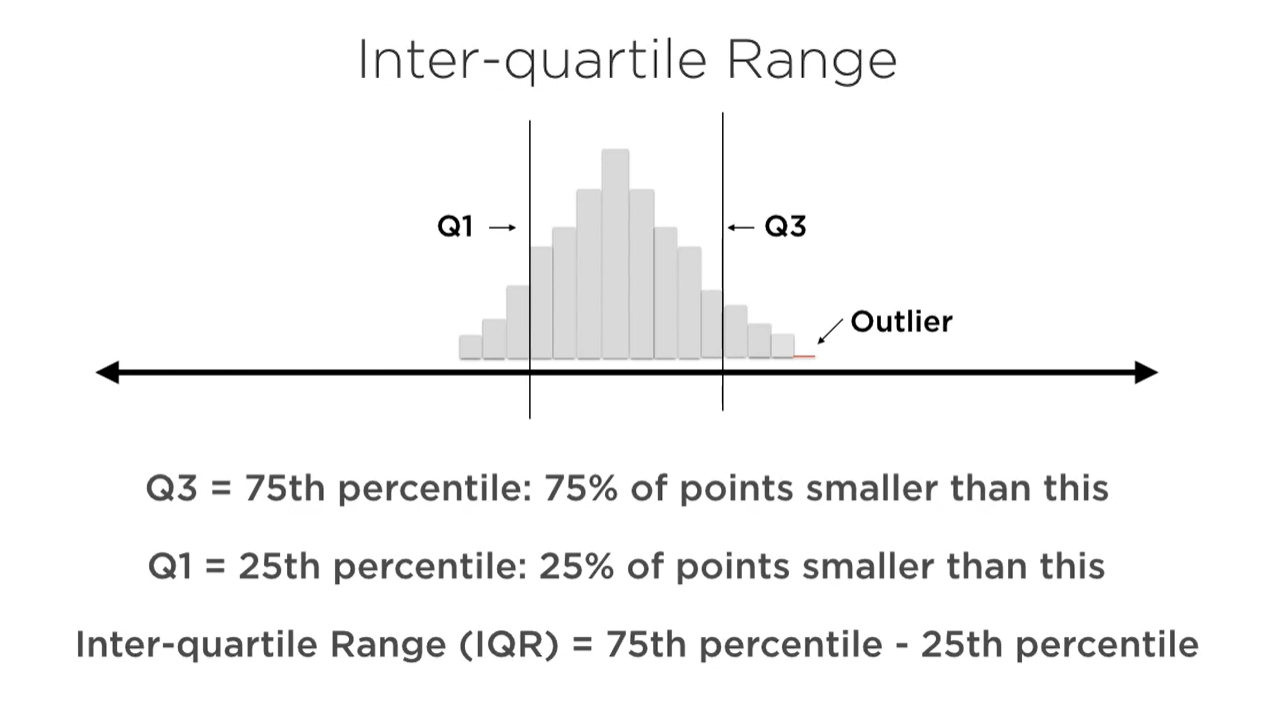 Inter-quartile Range
Q1
Q3
Outlier
Q3 = 75th percentile: 75% of points smaller than this
Q1 = 25th percentile: 25% of points smaller than this
Inter-quartile Range (IQR) = 75th percentile - 25th percentile